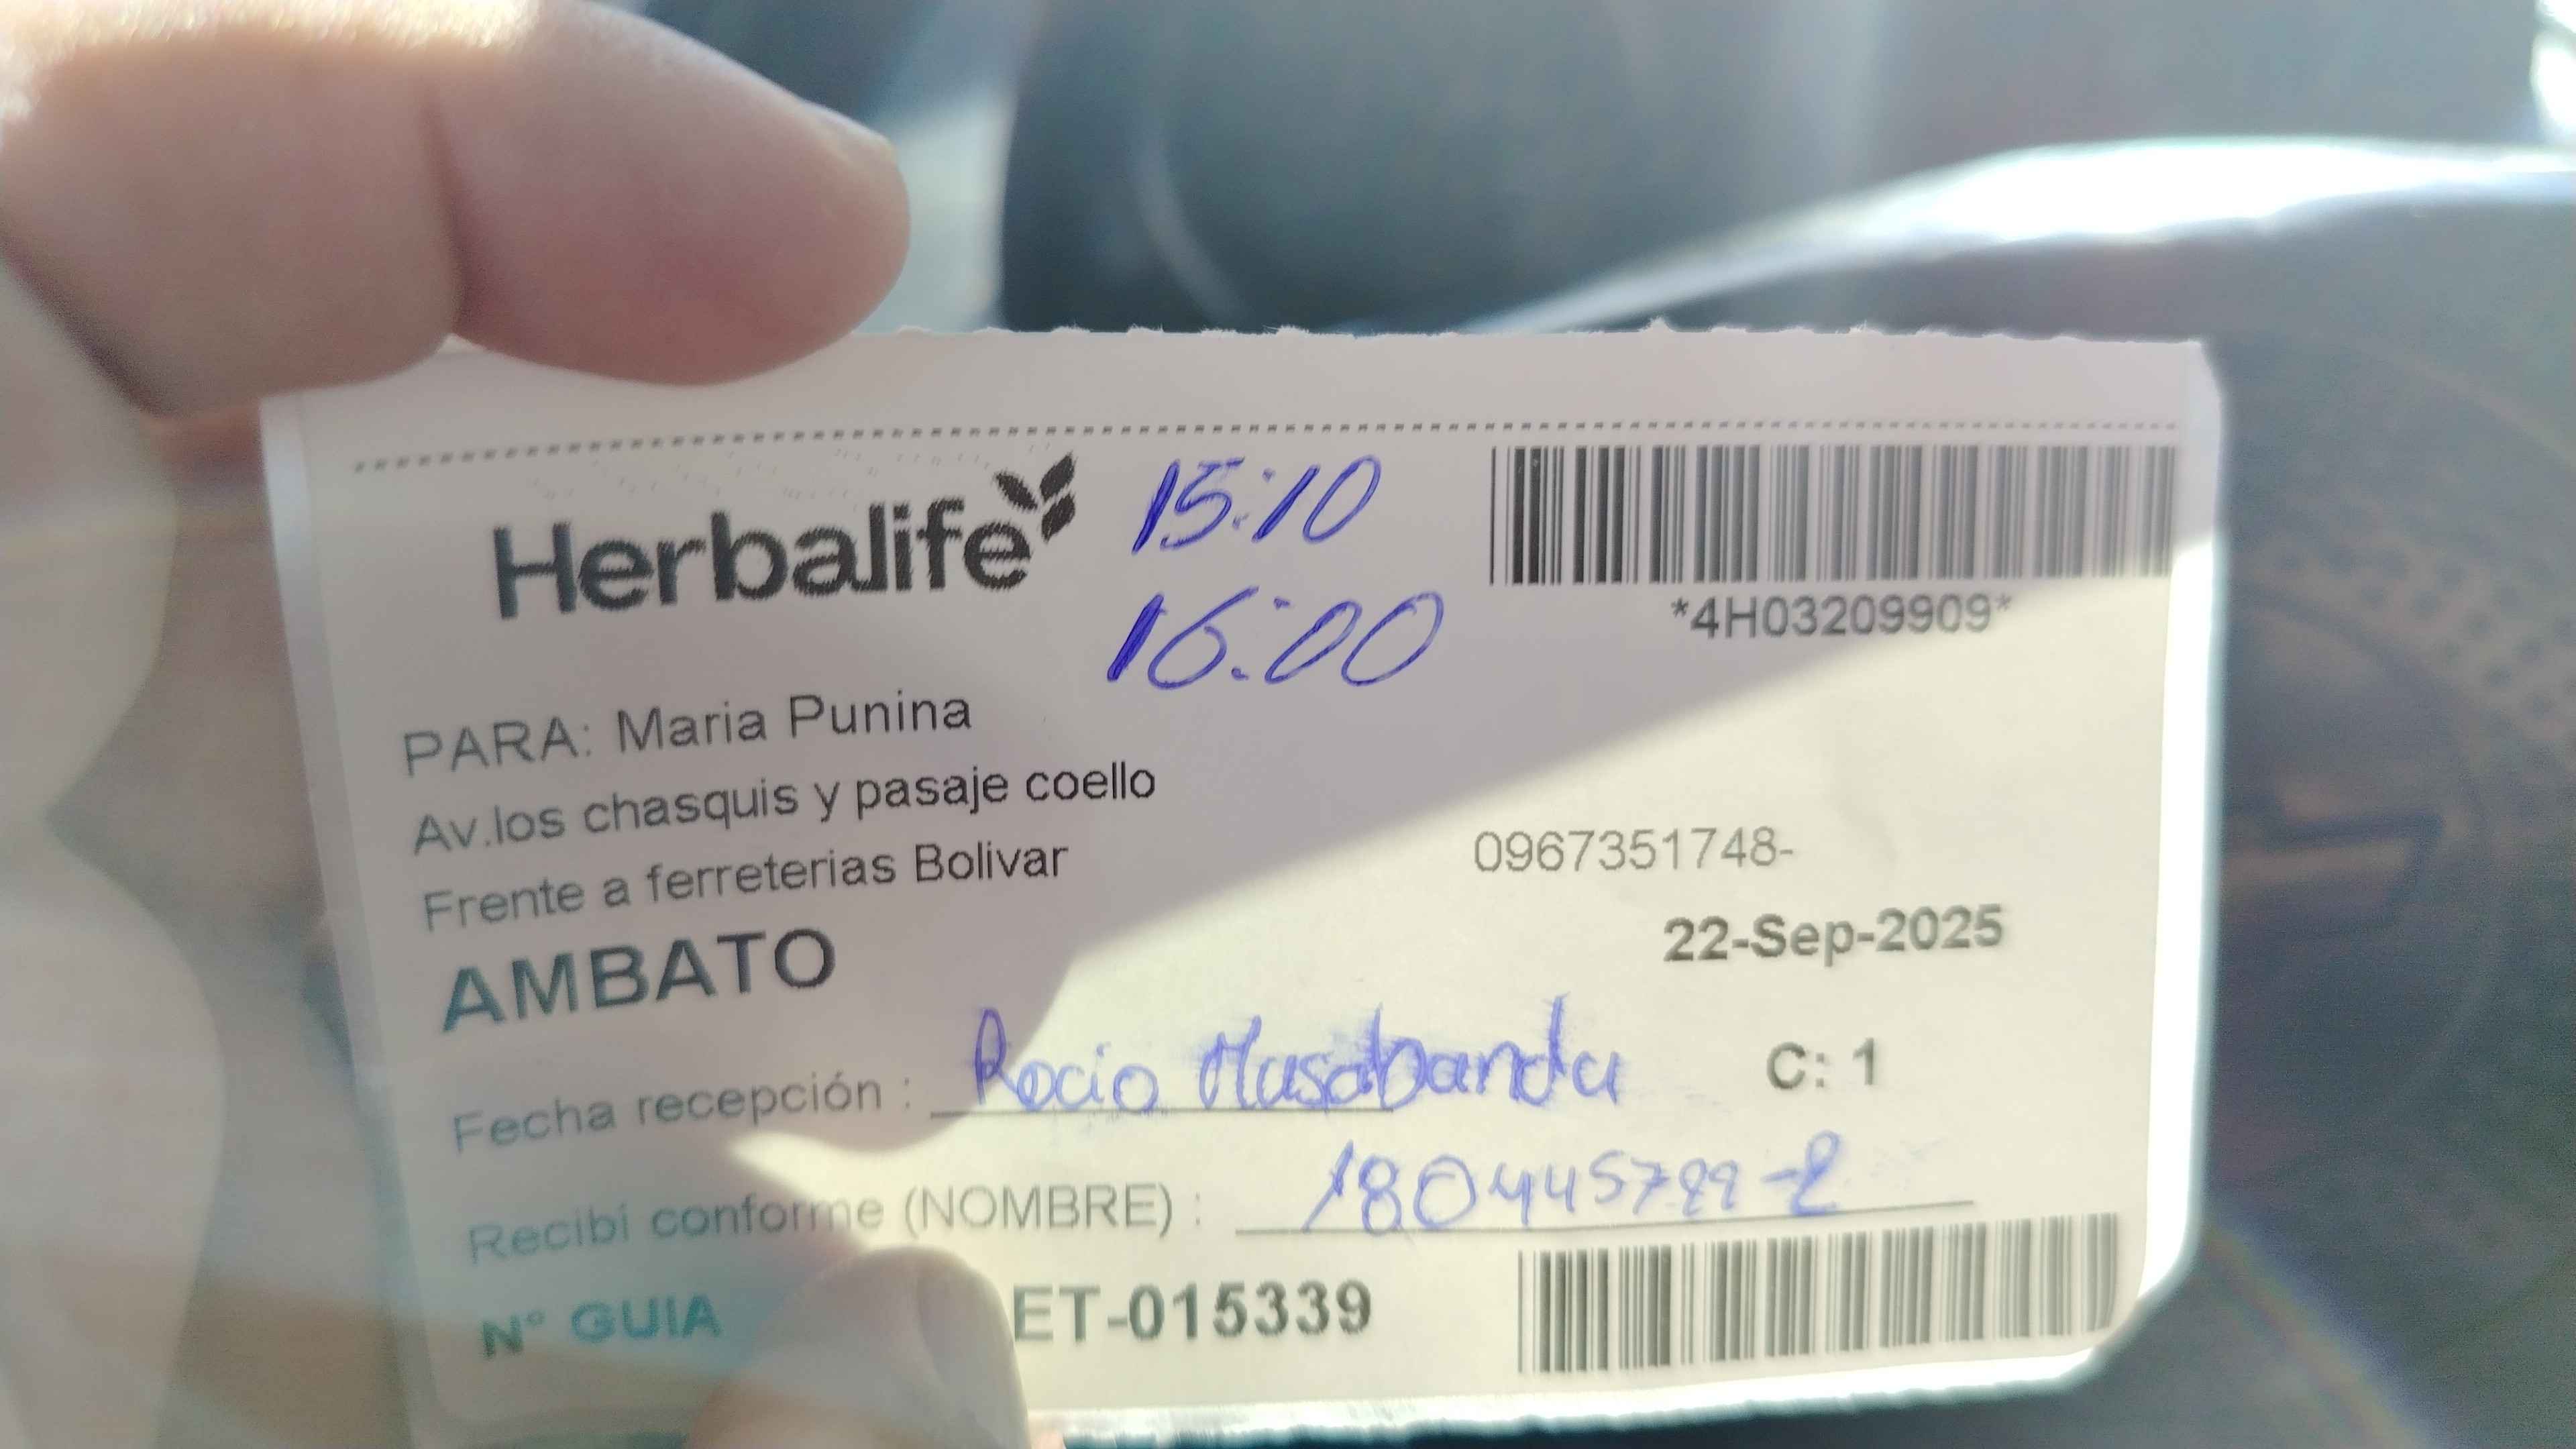 Herbalife
15:10
16:00
*4H03209909*
PARA: Maria Punina
Av.los chasquis y pasaje coello
Frente a ferreterias Bolivar
0967351748-
AMBATO
22-Sep-2025
Fecha recepción : Rocio Masabanda
C: 1
Recibí conforme (NOMBRE) :
N° GUIA ET-015339